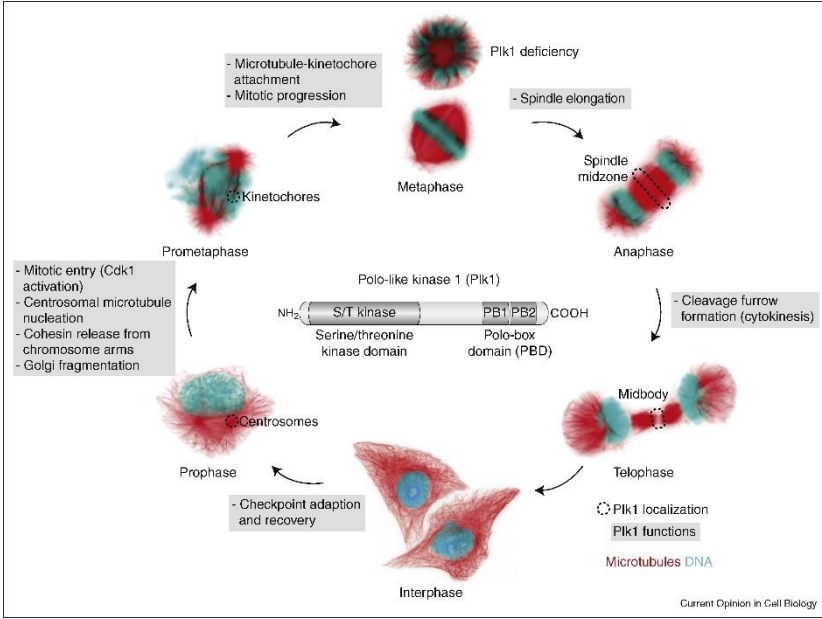 Plk1 deficiency
- Microtubule-kinetochore
attachment
- Mitotic progression
- Spindle elongation
Metaphase
Spindle
midzone
Kinetochores
Prometaphase
Anaphase
- Mitotic entry (Cdk1
activation)
- Centrosomal microtubule
nucleation
- Cohesin release from
chromosome arms
- Golgi fragmentation
Polo-like kinase 1 (Plk1)
NH2 S/T kinase PB1 PB2 COOH
Serine/threonine
kinase domain
Polo-box
domain (PBD)
- Cleavage furrow
formation (cytokinesis)
Midbody
Centrosomes
Prophase
Telophase
- Checkpoint adaption
and recovery
Plk1 localization
Plk1 functions
Microtubules DNA
Interphase
Current Opinion in Cell Biology